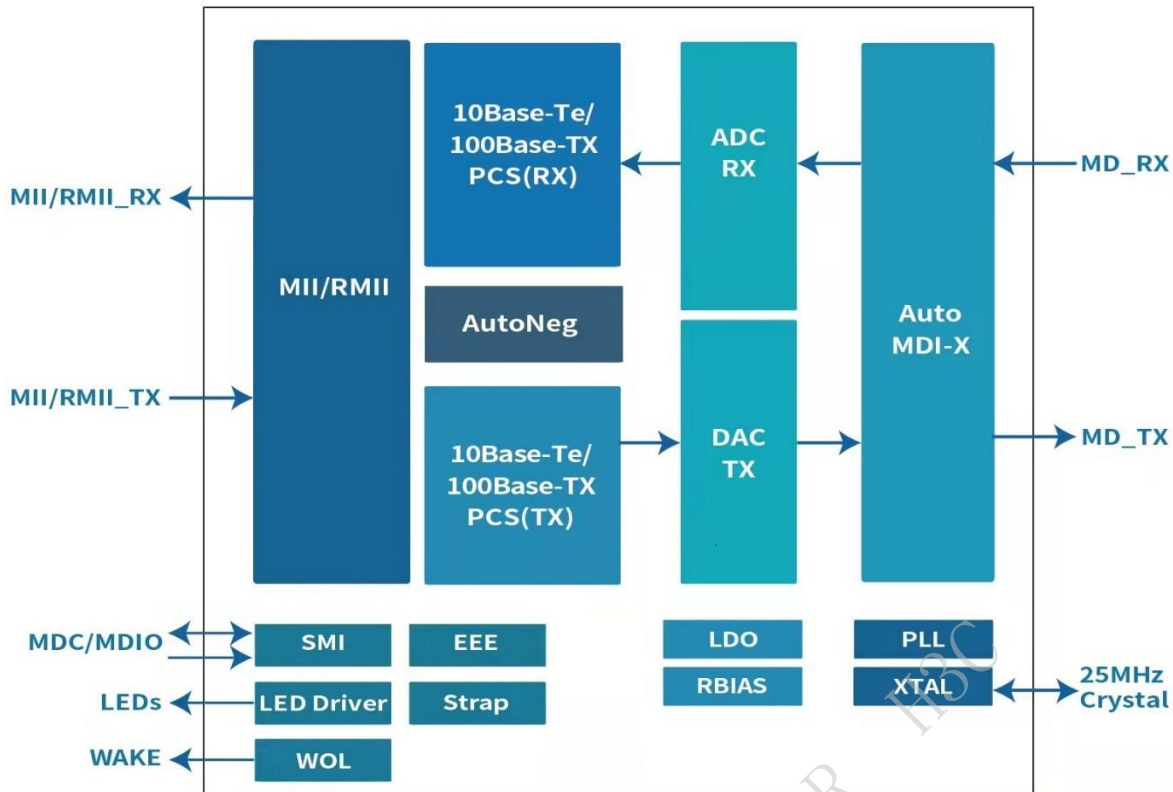 10Base-Te/
100Base-TX
PCS(RX)
ADC
RX
MD_RX
MII/RMII_RX
MII/RMII
AutoNeg
Auto
MDI-X
MII/RMII_TX
10Base-Te/
100Base-TX
PCS(TX)
DAC
TX
MD_TX
MDC/MDIO
SMI
EEE
LDO
PLL
LEDs
LED Driver
Strap
RBIAS
XTAL
25MHz
Crystal
WAKE
WOL
H3C
R